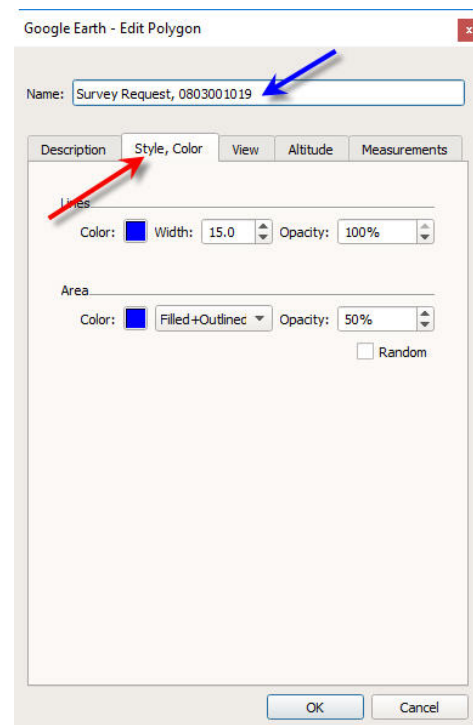 Google Earth - Edit Polygon x
Name: Survey Request, 0803001019
Description Style, Color View Altitude Measurements
Lines
Color: Width: 15.0 Opacity: 100%
Area
Color: Filled+Outlined Opacity: 50%
Random
OK Cancel